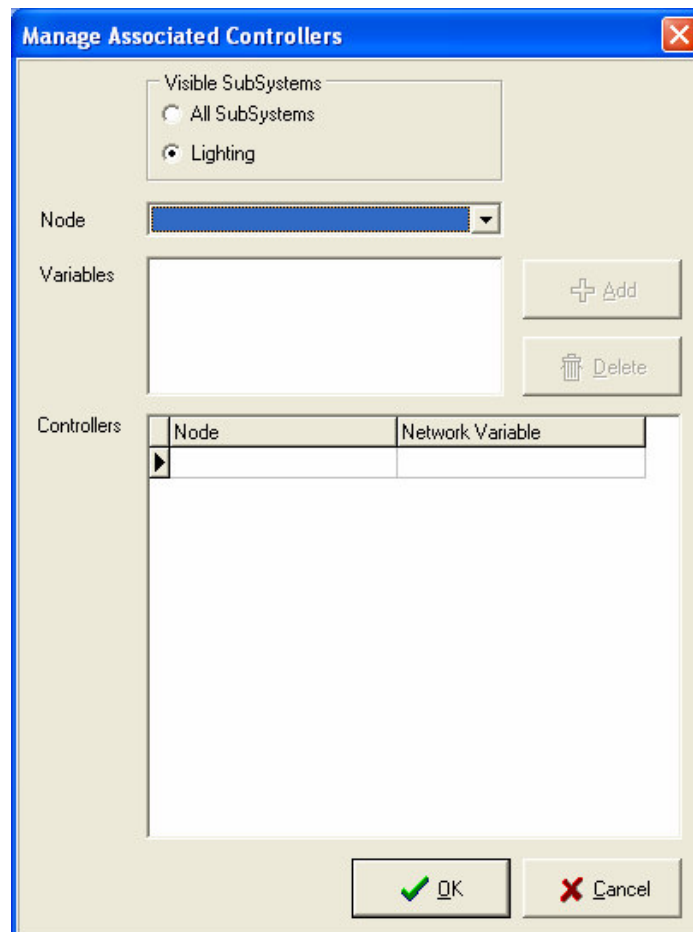 Manage Associated Controllers
Visible SubSystems
All SubSystems
Lighting
Node
Variables
Add
Delete
Controllers
Node Network Variable
OK Cancel